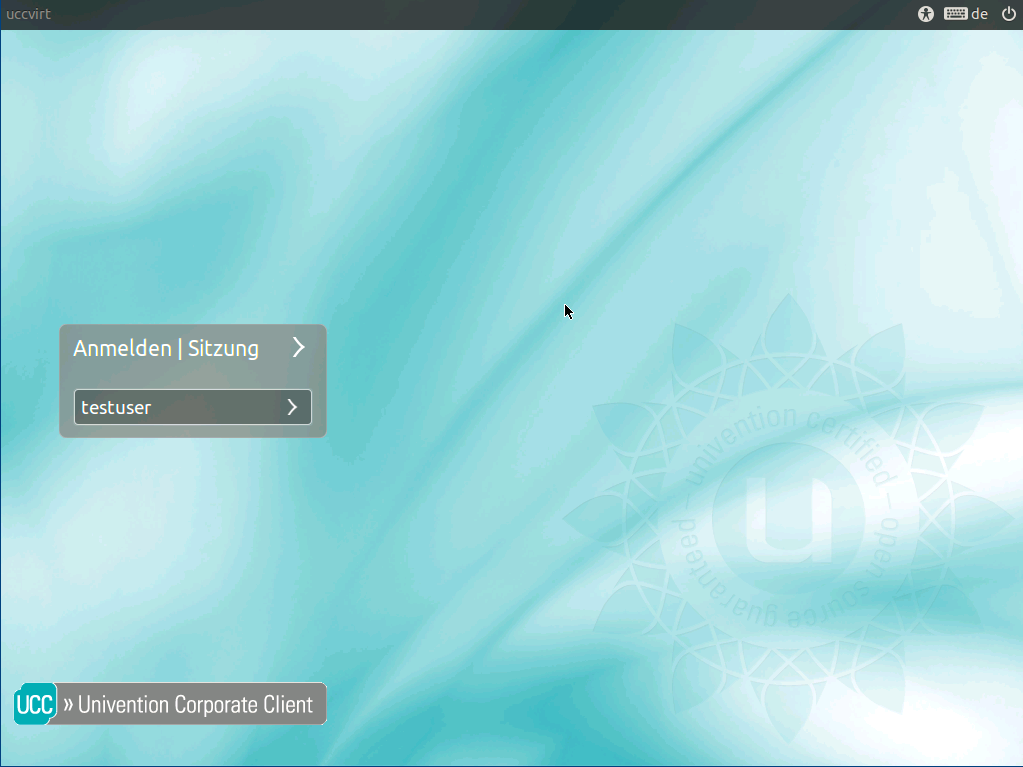 uccvirt
de
Anmelden | Sitzung
testuser
univention certified – open source guaranteed –
u
UCC » Univention Corporate Client